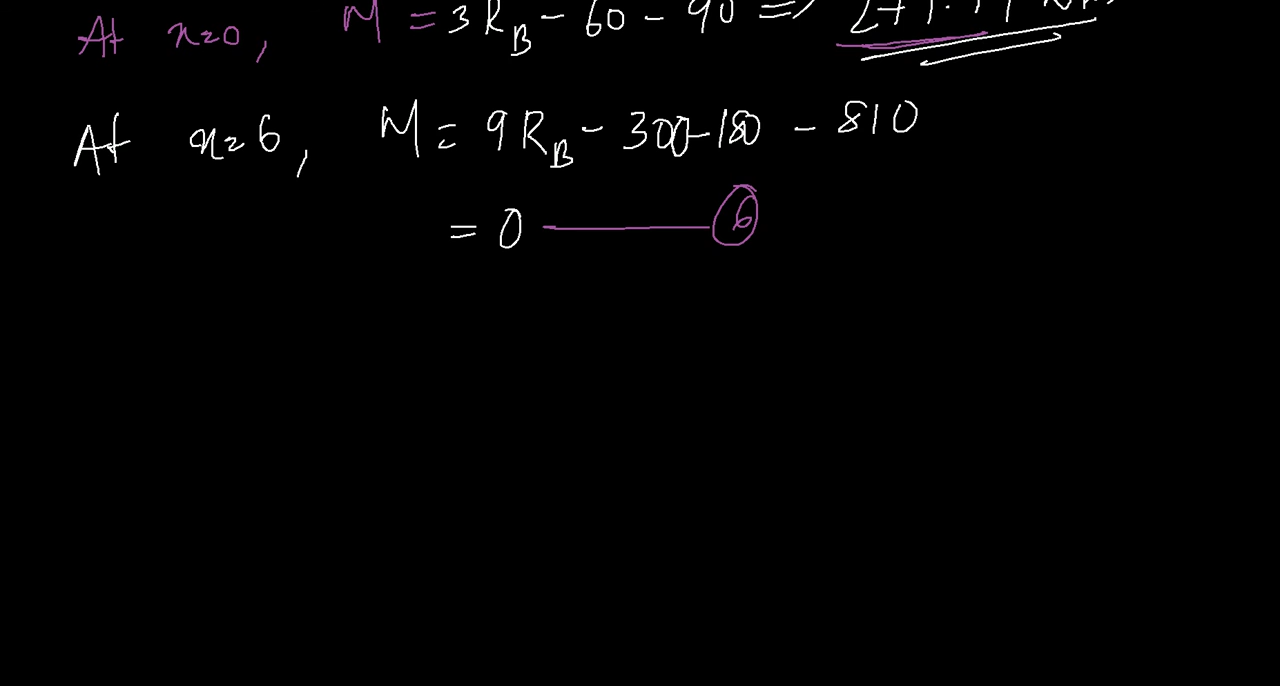 At x=0, M = 3R_B - 60 - 90 =>
At x=6, M = 9R_B - 300-180 - 810
= 0 — 6